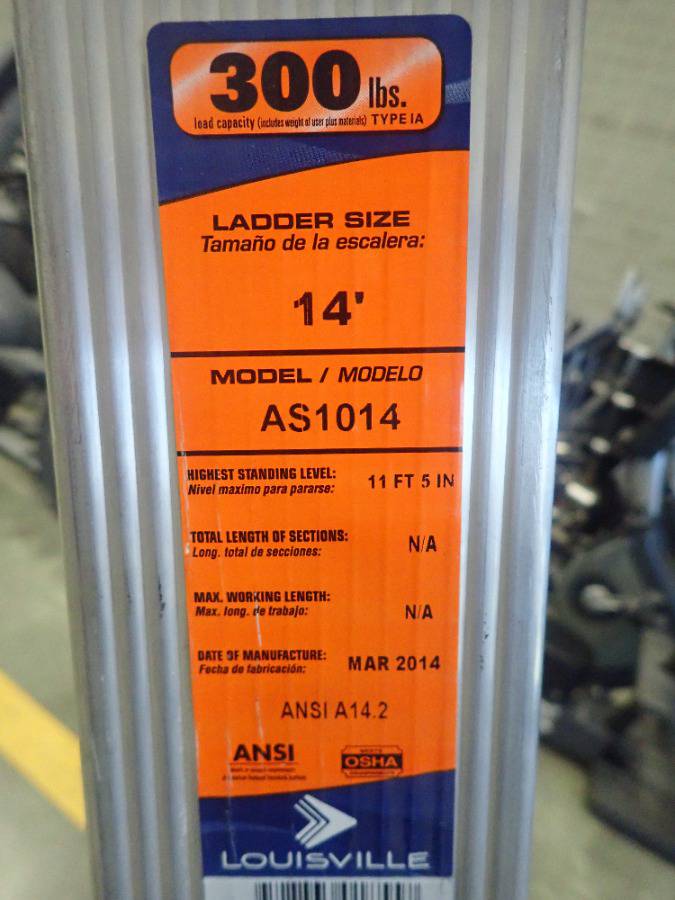 300 lbs.
load capacity (includes weight of user plus materials) TYPE IA
LADDER SIZE
Tamaño de la escalera:
14'
MODEL / MODELO
AS1014
HIGHEST STANDING LEVEL: 11 FT 5 IN
Nivel maximo para pararse:
TOTAL LENGTH OF SECTIONS: N/A
Long. total de secciones:
MAX. WORKING LENGTH: N/A
Max. long. de trabajo:
DATE OF MANUFACTURE: MAR 2014
Fecha de fabricación:
ANSI A14.2
ANSI
MEETS
OSHA
LOUISVILLE